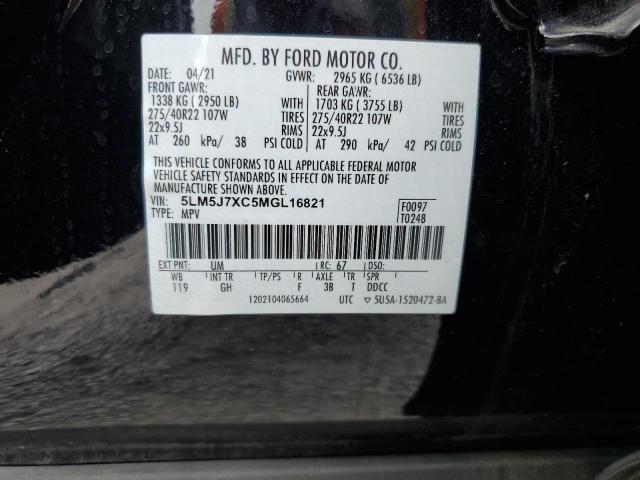 MFD. BY FORD MOTOR CO.
DATE: 04/21 GVWR: 2965 KG ( 6536 LB)
FRONT GAWR: REAR GAWR:
1338 KG ( 2950 LB) WITH 1703 KG ( 3755 LB) WITH
275/40R22 107W TIRES 275/40R22 107W TIRES
22x9.5J RIMS 22x9.5J RIMS
AT 260 kPa/ 38 PSI COLD AT 290 kPa/ 42 PSI COLD
THIS VEHICLE CONFORMS TO ALL APPLICABLE FEDERAL MOTOR
VEHICLE SAFETY STANDARDS IN EFFECT ON THE DATE OF
MANUFACTURE SHOWN ABOVE.
VIN: 5LM5J7XC5MGL16821 F0097
TYPE: MPV T0248
EXT PNT: UM RC: 67 DSO:
WB INT TR TP/PS R AXLE TR SPR
119 GH F 3B T DDCC
1202104065664 UTC ▽ 5U5A-1520472-BA